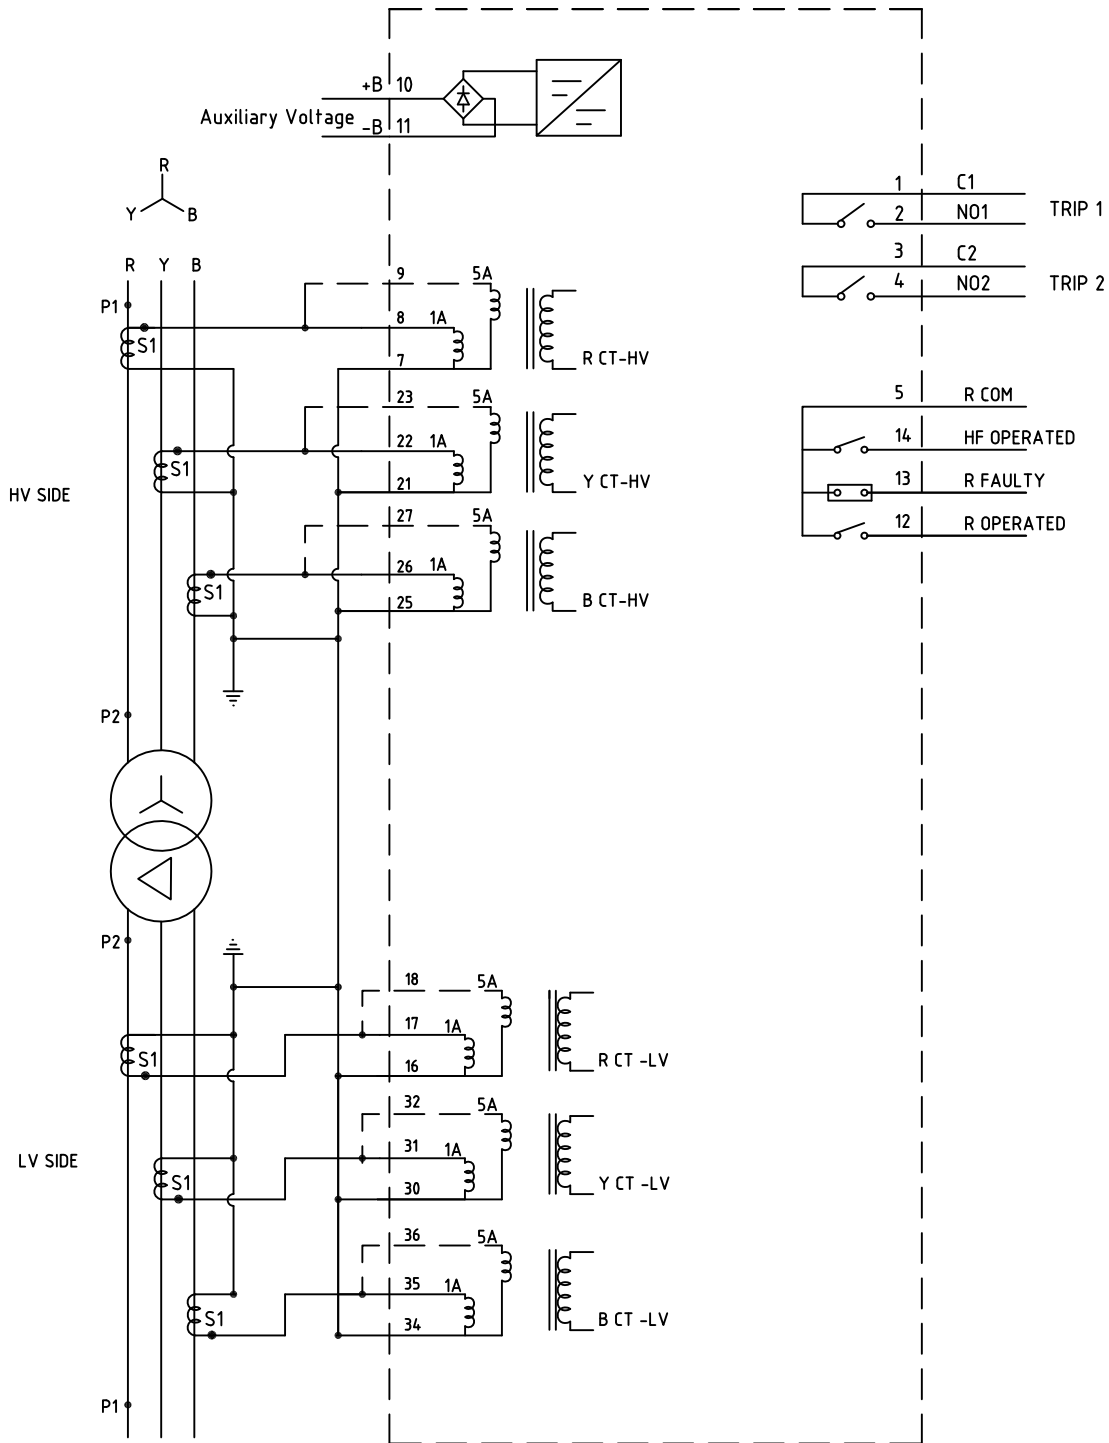 +B 10
Auxiliary Voltage
-B 11
R
Y B
R Y B
P1
S1
S1
S1
HV SIDE
P2
9 5A
8 1A
7
R CT-HV
23 5A
22 1A
21
Y CT-HV
27 5A
26 1A
25
B CT-HV
1 C1
2 NO1
TRIP 1
3 C2
4 NO2
TRIP 2
5 R COM
14 HF OPERATED
13 R FAULTY
12 R OPERATED
P2
S1
S1
S1
LV SIDE
P1
18 5A
17 1A
16
R CT -LV
32 5A
31 1A
30
Y CT -LV
36 5A
35 1A
34
B CT -LV